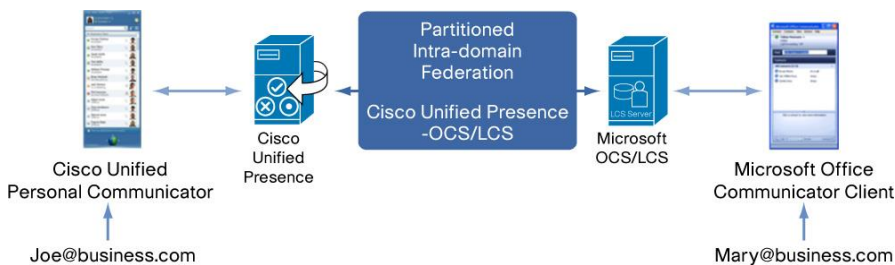 Partitioned
Intra-domain
Federation
Cisco Unified Presence
-OCS/LCS
LCS Server
Cisco
Unified
Presence
Microsoft
OCS/LCS
Cisco Unified
Personal Communicator
Microsoft Office
Communicator Client
Joe@business.com
Mary@business.com